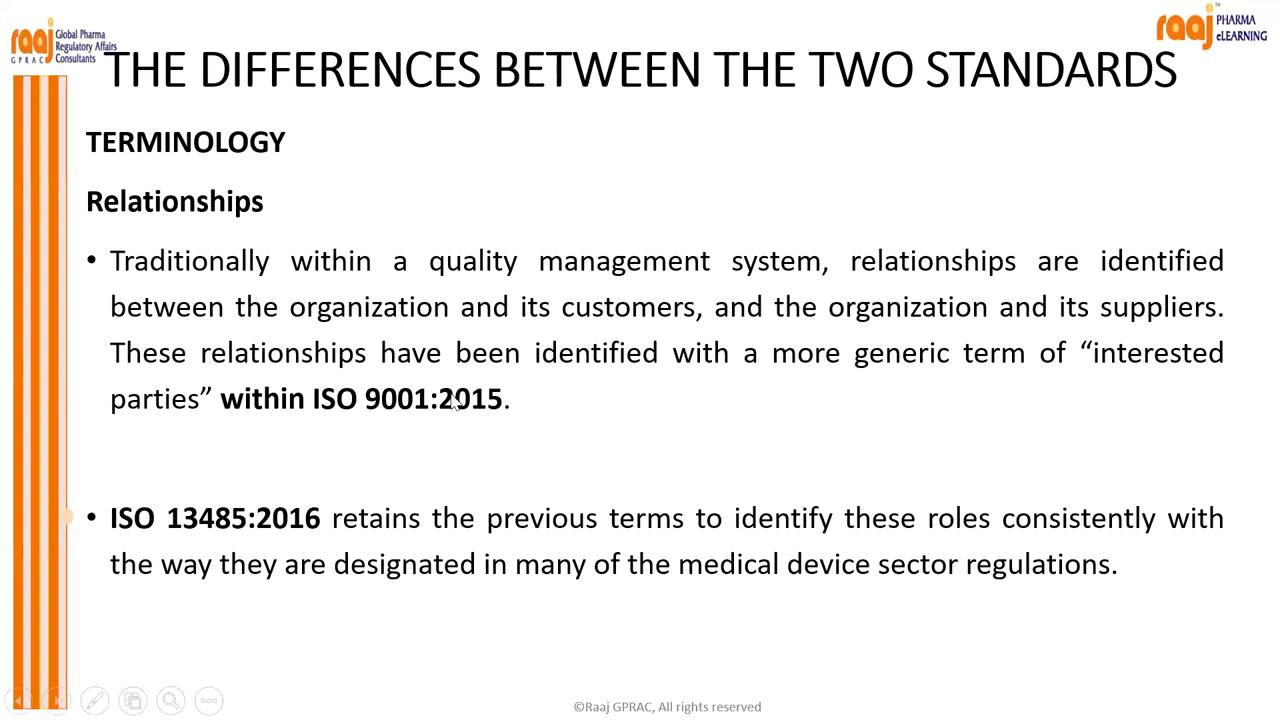 raaj
GPRAC
Global Pharma
Regulatory Affairs
Consultants
raaj
™
PHARMA
eLEARNING
THE DIFFERENCES BETWEEN THE TWO STANDARDS
TERMINOLOGY
Relationships
• Traditionally within a quality management system, relationships are identified
between the organization and its customers, and the organization and its suppliers.
These relationships have been identified with a more generic term of “interested
parties” within ISO 9001:2015.
• ISO 13485:2016 retains the previous terms to identify these roles consistently with
the way they are designated in many of the medical device sector regulations.
©Raaj GPRAC, All rights reserved